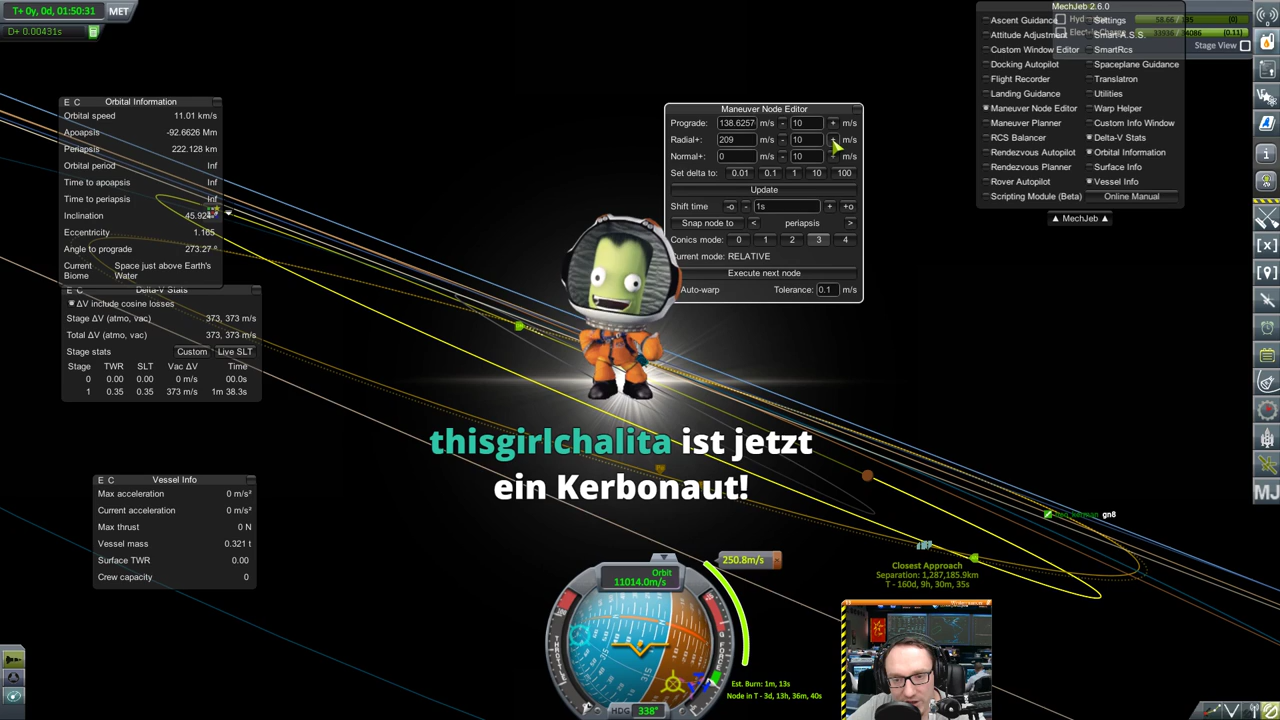 T+ 0y, 0d, 01:50:31 MET
D+ 0.00431s
E C Orbital Information
Orbital speed 11.01 km/s
Apoapsis -92.6626 Mm
Periapsis 222.128 km
Orbital period Inf
Time to apoapsis Inf
Time to periapsis Inf
Inclination 45.924°
Eccentricity 1.165
Angle to prograde 273.27 °
Current Biome Space just above Earth's Water
E C Delta-V Stats
ΔV include cosine losses
Stage ΔV (atmo, vac) 373, 373 m/s
Total ΔV (atmo, vac) 373, 373 m/s
Stage stats Custom Live SLT
Stage TWR SLT Vac ΔV Time
0 0.00 0.00 0 m/s 00.0s
1 0.35 0.35 373 m/s 1m 38.3s
E C Vessel Info
Max acceleration 0 m/s²
Current acceleration 0 m/s²
Max thrust 0 N
Vessel mass 0.321 t
Surface TWR 0.00
Crew capacity 0
Maneuver Node Editor
Prograde: 138.6257 m/s - 10 + m/s
Radial+: 209 m/s - 10 + m/s
Normal+: 0 m/s - 10 + m/s
Set delta to: 0.01 0.1 1 10 100
Update
Shift time -o - 1s + +o
Snap node to < periapsis >
Conics mode: 0 1 2 3 4
Current mode: RELATIVE
Execute next node
Auto-warp Tolerance: 0.1 m/s
MechJeb 2.6.0
Ascent Guidance Settings
Attitude Adjustment Smart A.S.S.
Custom Window Editor SmartRcs
Docking Autopilot Spaceplane Guidance
Flight Recorder Translatron
Landing Guidance Utilities
Maneuver Node Editor Warp Helper
Maneuver Planner Custom Info Window
RCS Balancer Delta-V Stats
Rendezvous Autopilot Orbital Information
Rendezvous Planner Surface Info
Rover Autopilot Vessel Info
Scripting Module (Beta) Online Manual
▲ MechJeb ▲
Stage View
MJ
thisgirlchalita ist jetzt
ein Kerbonaut!
gn8
Closest Approach
Separation: 1,287,185.9km
T - 160d, 9h, 30m, 35s
250.8m/s
Orbit
11014.0m/s
HDG 338°
Est. Burn: 1m, 13s
Node in T - 3d, 13h, 36m, 40s